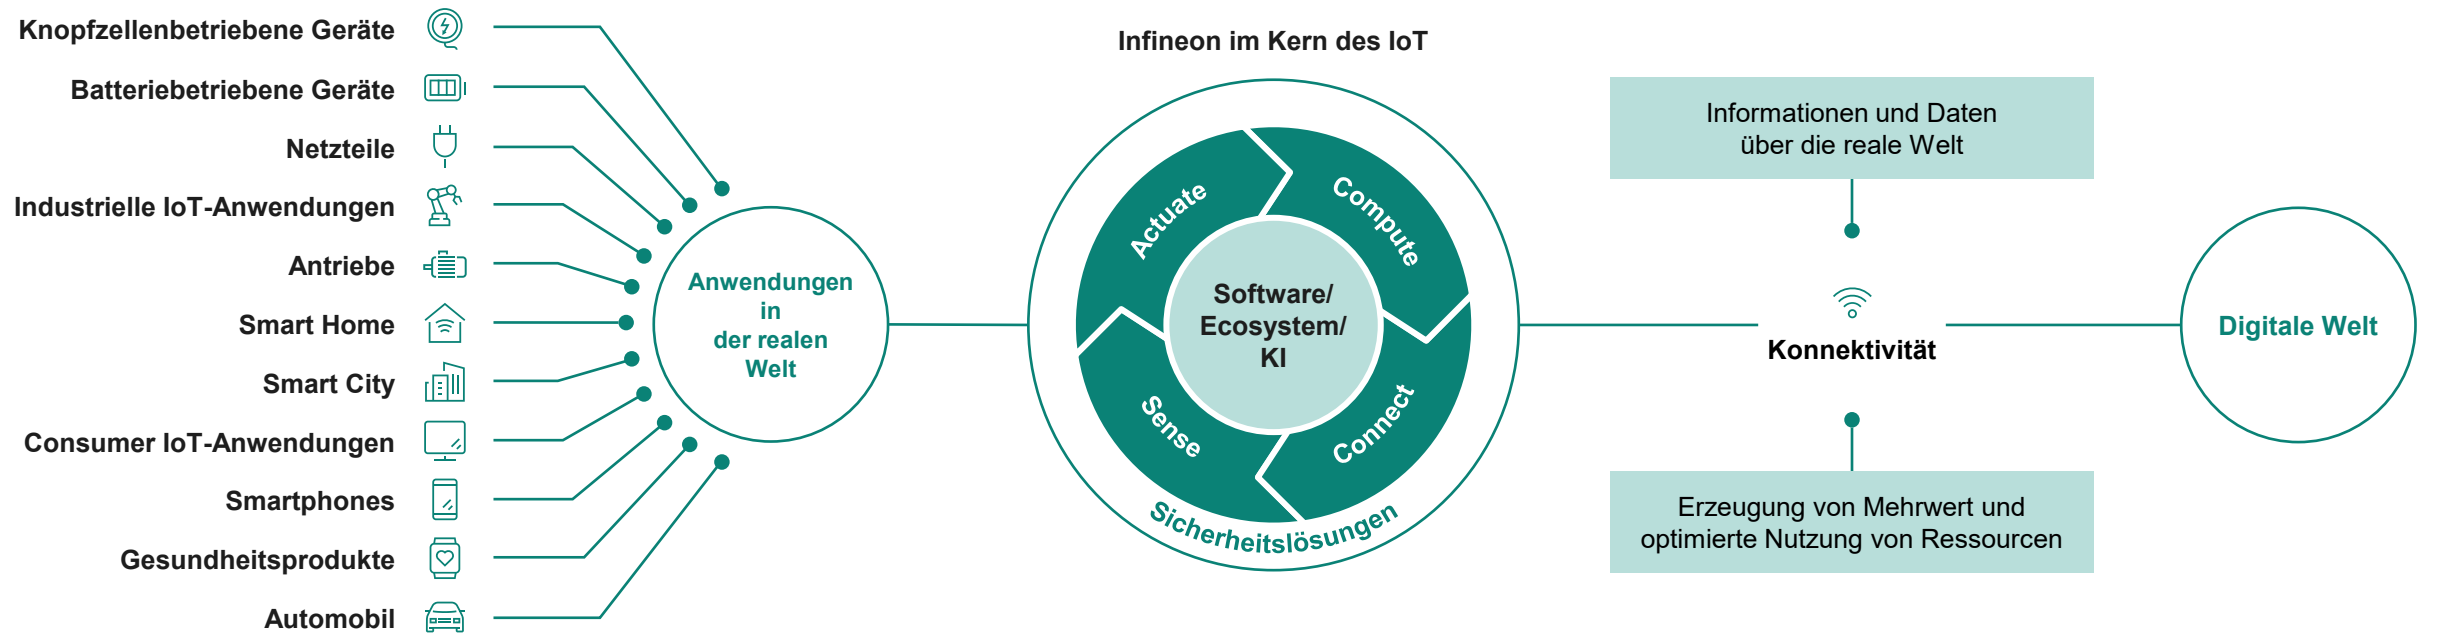 Knopfzellenbetriebene Geräte
Batteriebetriebene Geräte
Netzteile
Industrielle IoT-Anwendungen
Antriebe
Smart Home
Smart City
Consumer IoT-Anwendungen
Smartphones
Gesundheitsprodukte
Automobil
Anwendungen
in
der realen
Welt
Infineon im Kern des IoT
Actuate
Compute
Connect
Sense
Software/
Ecosystem/
KI
Sicherheitslösungen
Informationen und Daten
über die reale Welt
Konnektivität
Erzeugung von Mehrwert und
optimierte Nutzung von Ressourcen
Digitale Welt